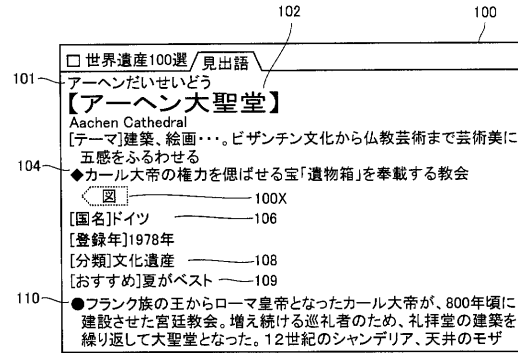 102
100
□ 世界遺産100選 見出語
101
アーヘンだいせいどう
【アーヘン大聖堂】
Aachen Cathedral
[テーマ]建築、絵画・・・。ビザンチン文化から仏教芸術まで芸術美に
五感をふるわせる
104
◆カール大帝の権力を偲ばせる宝「遺物箱」を奉載する教会
図 100X
[国名]ドイツ 106
[登録年]1978年
[分類]文化遺産 108
[おすすめ]夏がベスト 109
110
●フランク族の王からローマ皇帝となったカール大帝が、800年頃に
建設させた宮廷教会。増え続ける巡礼者のため、礼拝堂の建築を
繰り返して大聖堂となった。12世紀のシャンデリア、天井のモザ